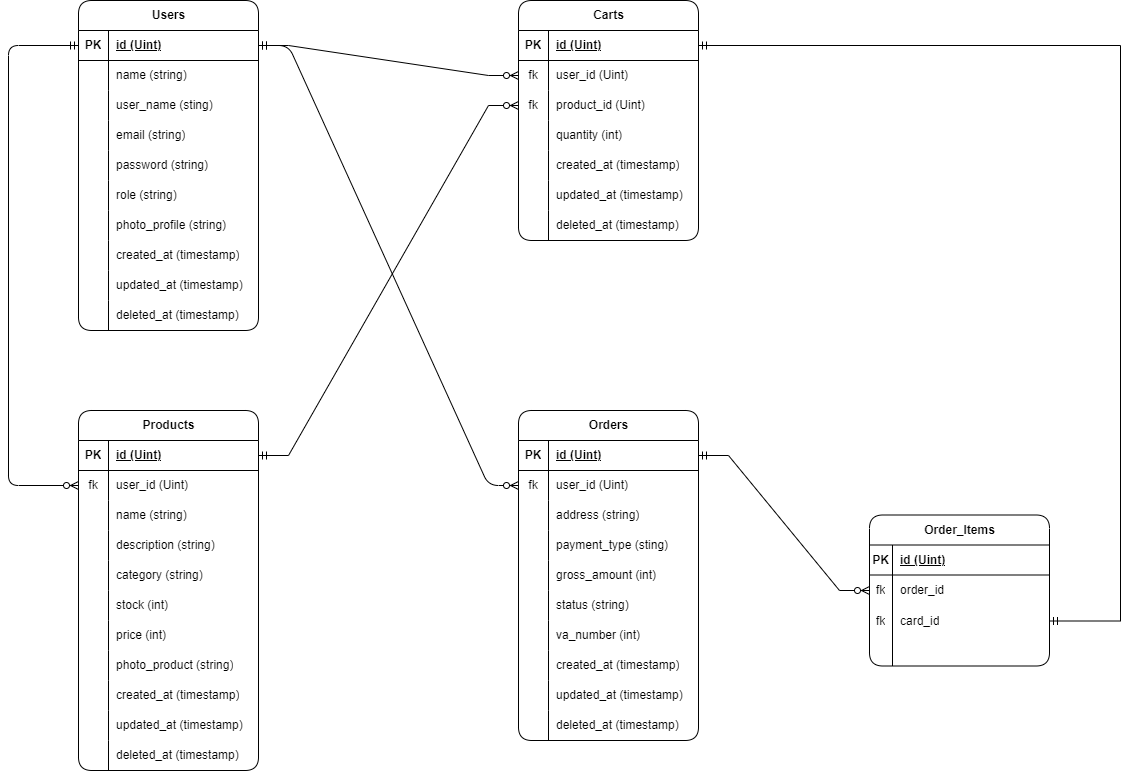 Users
PK id (Uint)
name (string)
user_name (sting)
email (string)
password (string)
role (string)
photo_profile (string)
created_at (timestamp)
updated_at (timestamp)
deleted_at (timestamp)
Carts
PK id (Uint)
fk user_id (Uint)
fk product_id (Uint)
quantity (int)
created_at (timestamp)
updated_at (timestamp)
deleted_at (timestamp)
Products
PK id (Uint)
fk user_id (Uint)
name (string)
description (string)
category (string)
stock (int)
price (int)
photo_product (string)
created_at (timestamp)
updated_at (timestamp)
deleted_at (timestamp)
Orders
PK id (Uint)
fk user_id (Uint)
address (string)
payment_type (sting)
gross_amount (int)
status (string)
va_number (int)
created_at (timestamp)
updated_at (timestamp)
deleted_at (timestamp)
Order_Items
PK id (Uint)
fk order_id
fk card_id